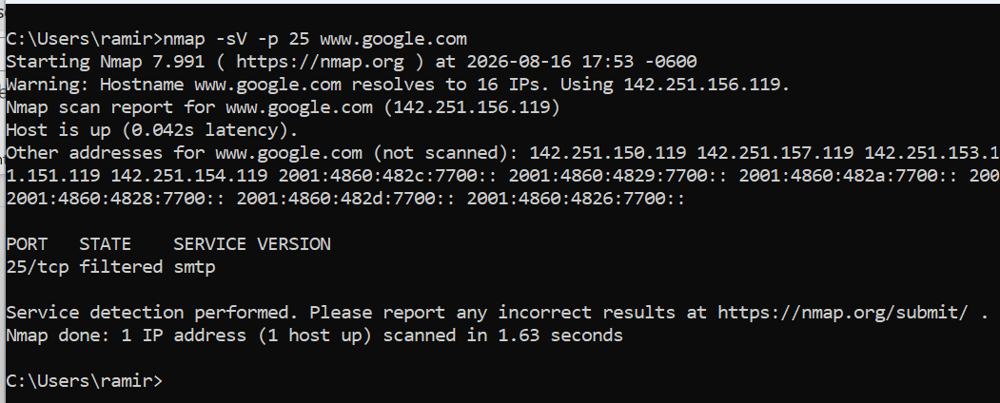 C:\Users\ramir>nmap -sV -p 25 www.google.com
Starting Nmap 7.991 ( https://nmap.org ) at 2026-08-16 17:53 -0600
Warning: Hostname www.google.com resolves to 16 IPs. Using 142.251.156.119.
Nmap scan report for www.google.com (142.251.156.119)
Host is up (0.042s latency).
Other addresses for www.google.com (not scanned): 142.251.150.119 142.251.157.119 142.251.153.1
1.151.119 142.251.154.119 2001:4860:482c:7700:: 2001:4860:4829:7700:: 2001:4860:482a:7700:: 200
2001:4860:4828:7700:: 2001:4860:482d:7700:: 2001:4860:4826:7700::
PORT STATE SERVICE VERSION
25/tcp filtered smtp
Service detection performed. Please report any incorrect results at https://nmap.org/submit/ .
Nmap done: 1 IP address (1 host up) scanned in 1.63 seconds
C:\Users\ramir>